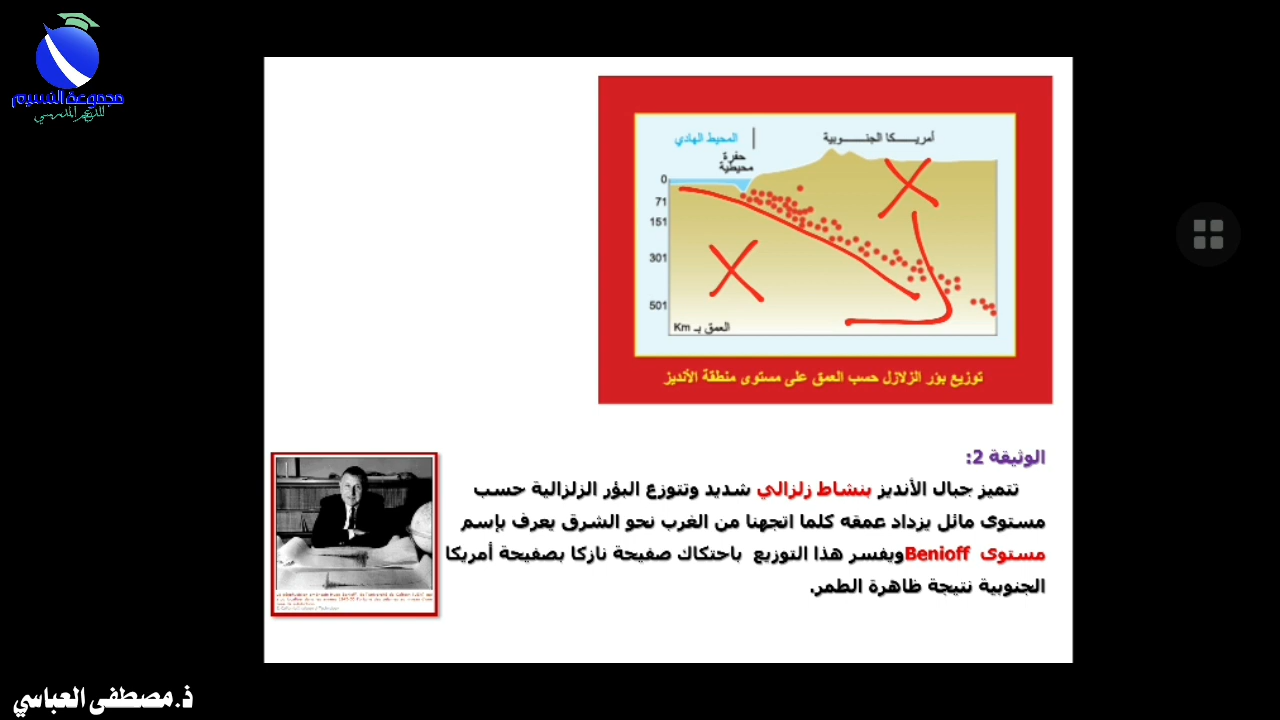 مجموعة النسيم
للدعم المدرسي
المحيط الهادي
أمريكا الجنوبية
حفرة
محيطية
0
71
151
301
501
العمق بـ Km
توزيع بؤر الزلازل حسب العمق على مستوى منطقة الأنديز
الوثيقة 2:
تتميز جبال الأنديز بنشاط زلزالي شديد وتتوزع البؤر الزلزالية حسب
مستوى مائل يزداد عمقه كلما اتجهنا من الغرب نحو الشرق يعرف بإسم
مستوى Benioff ويفسر هذا التوزيع باحتكاك صفيحة نازكا بصفيحة أمريكا
الجنوبية نتيجة ظاهرة الطمر.
ذ.مصطفى العباسي